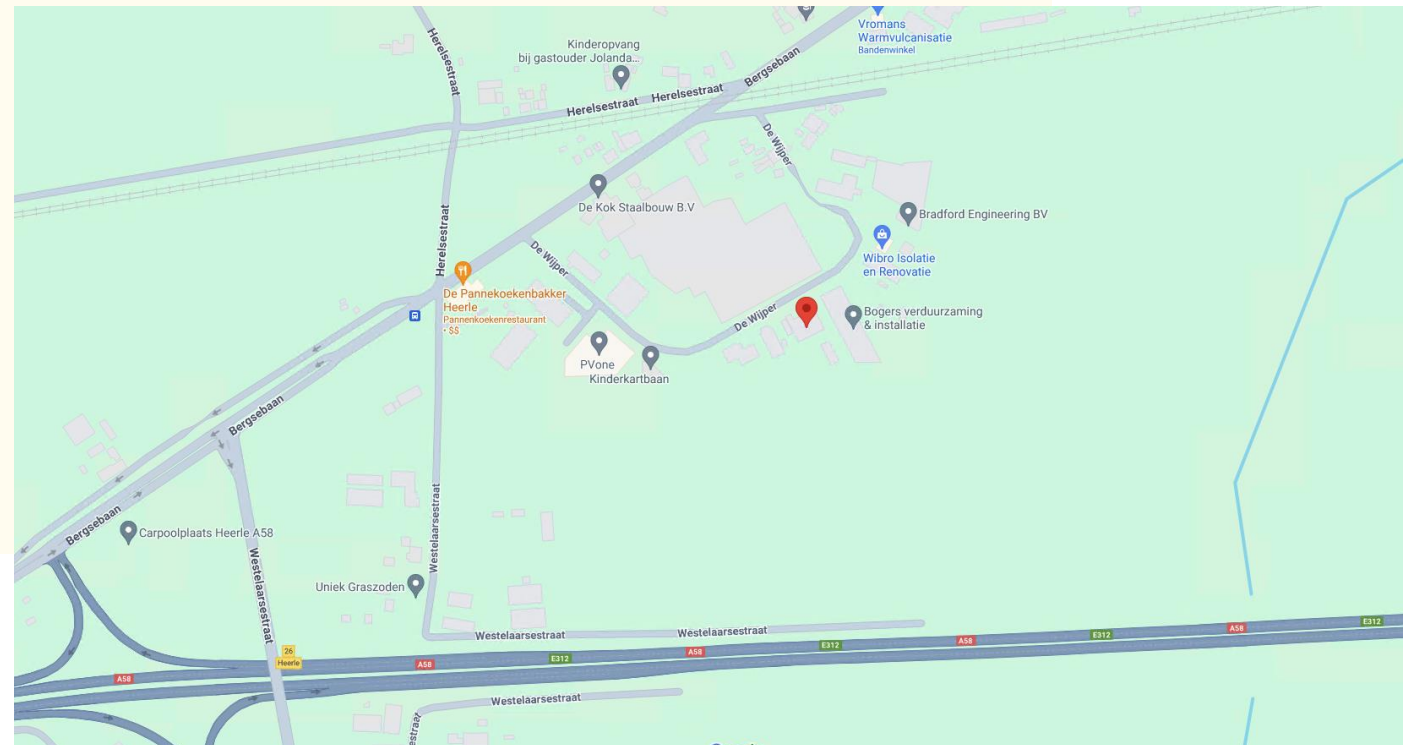 Vromans
Warmvulcanisatie
Bandenwinkel
Herelsestraat
Kinderopvang
bij gastouder Jolanda...
Bergsebaan
Herelsestraat Herelsestraat
De Wijper
De Kok Staalbouw B.V
Bradford Engineering BV
Herelsestraat
De Wijper
Wibro Isolatie
en Renovatie
De Pannekoekenbakker
Heerle
Pannenkoekenrestaurant
· $$
De Wijper
Bogers verduurzaming
& installatie
PVone
Kinderkartbaan
Bergsebaan
Bergsebaan
Carpoolplaats Heerle A58
Westelaarsestraat
Westelaarsestraat
Uniek Graszoden
Westelaarsestraat
Westelaarsestraat
E312
A58
E312
A58
E312
A58
E312
A58
26
Heerle
A58
Westelaarsestraat